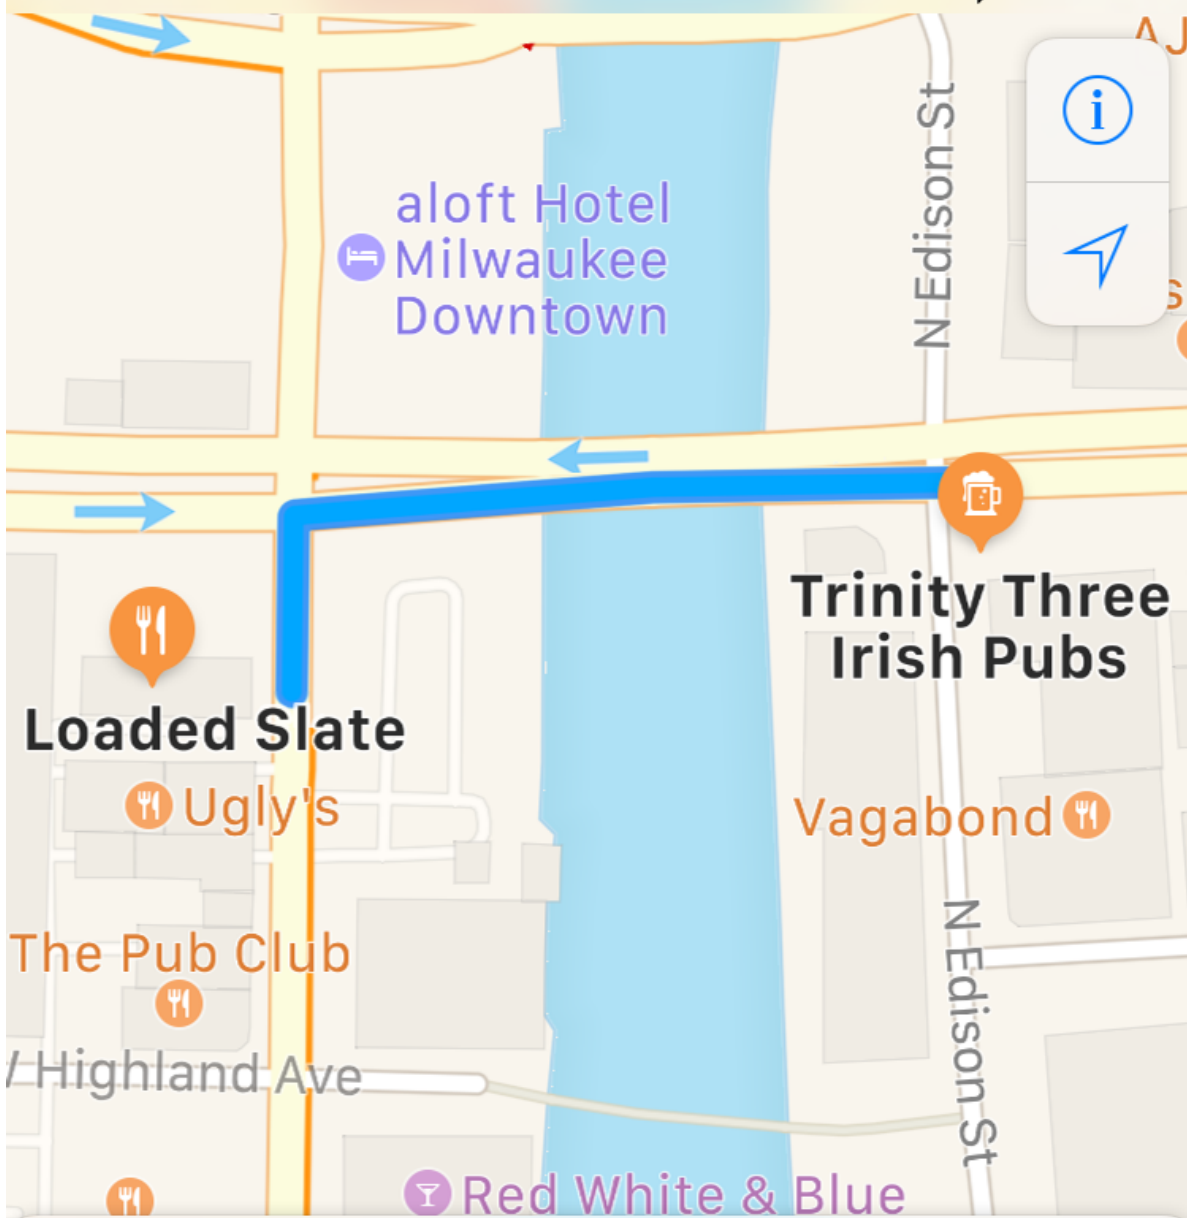 AJ
N Edison St
aloft Hotel
Milwaukee
Downtown
s
Trinity Three
Irish Pubs
Loaded Slate
Ugly's
Vagabond
N Edison St
The Pub Club
Highland Ave
Red White & Blue